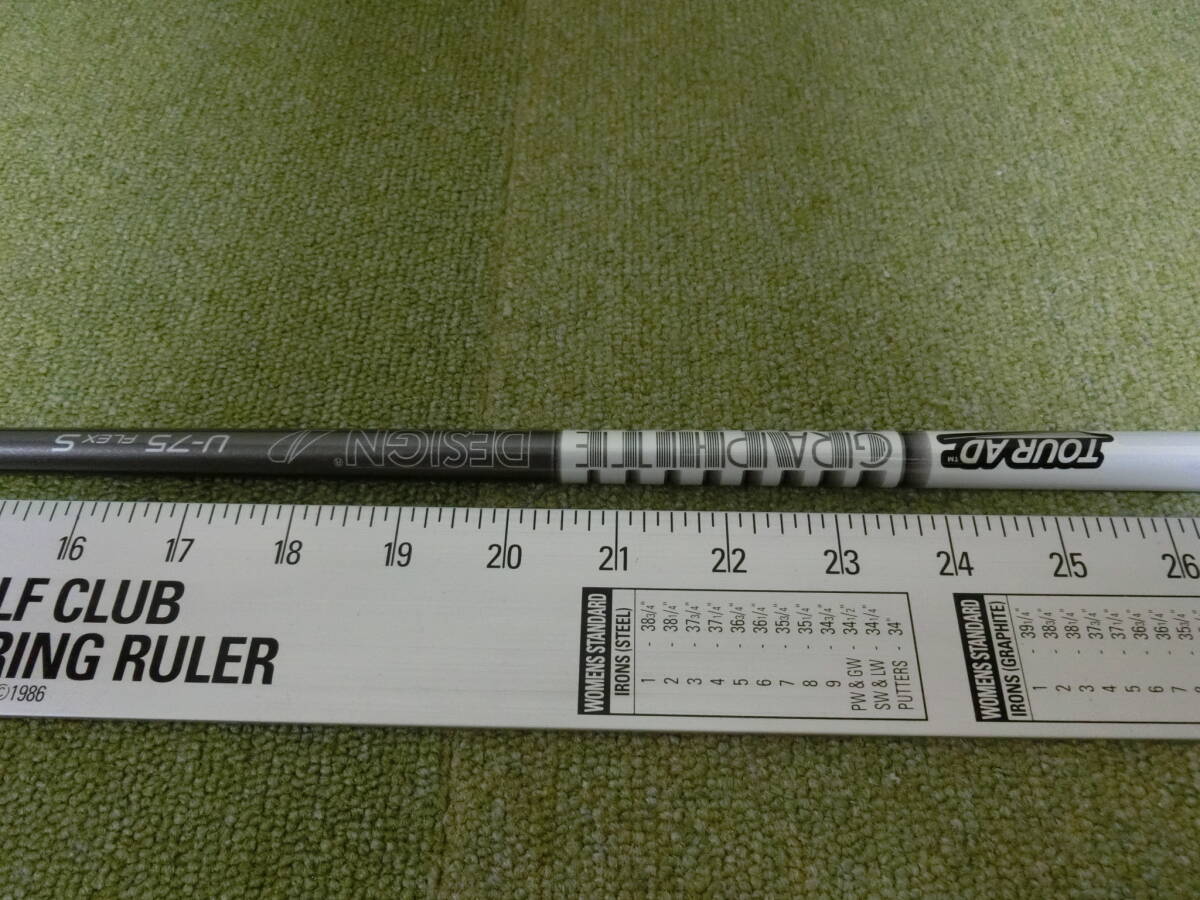 TOUR AD™
GRAPHITE
DESIGN®
U-75 FLEX S
16 17 18 19 20 21 22 23 24 25 26
LF CLUB
RING RULER
©1986
WOMENS STANDARD
IRONS (STEEL)
1 - 38 3/4"
2 - 38 1/4"
3 - 37 3/4"
4 - 37 1/4"
5 - 36 3/4"
6 - 36 1/4"
7 - 35 3/4"
8 - 35 1/4"
9 - 34 3/4"
PW & GW - 34 1/2"
SW & LW - 34 1/4"
PUTTERS - 34"
WOMENS STANDARD
IRONS (GRAPHITE)
1 - 39 1/4"
2 - 38 3/4"
3 - 38 1/4"
4 - 37 3/4"
5 - 37 1/4"
6 - 36 3/4"
7 - 36 1/4"